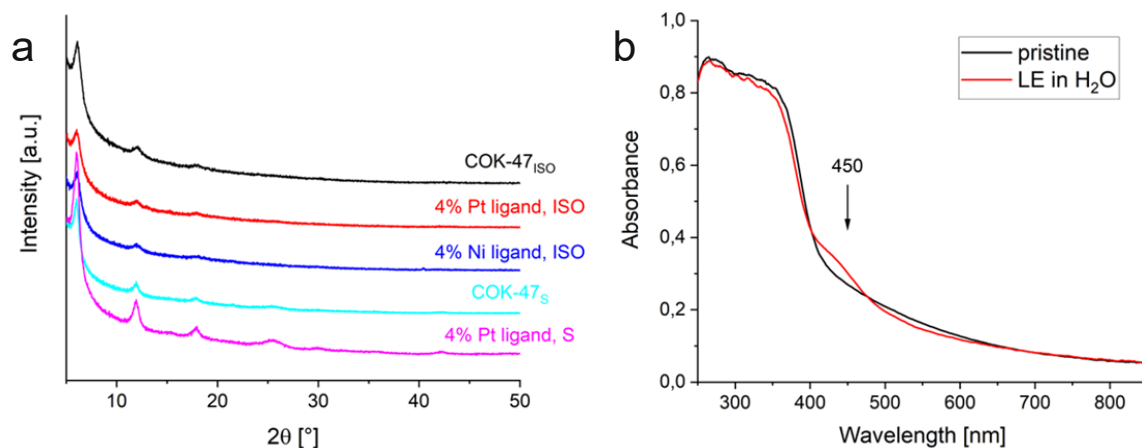 a
Intensity [a.u.]
COK-47ISO
4% Pt ligand, ISO
4% Ni ligand, ISO
COK-47S
4% Pt ligand, S
10 20 30 40 50
2θ [°]
b
pristine
LE in H2O
450
1,0
0,8
0,6
0,4
0,2
0,0
Absorbance
300 400 500 600 700 800
Wavelength [nm]